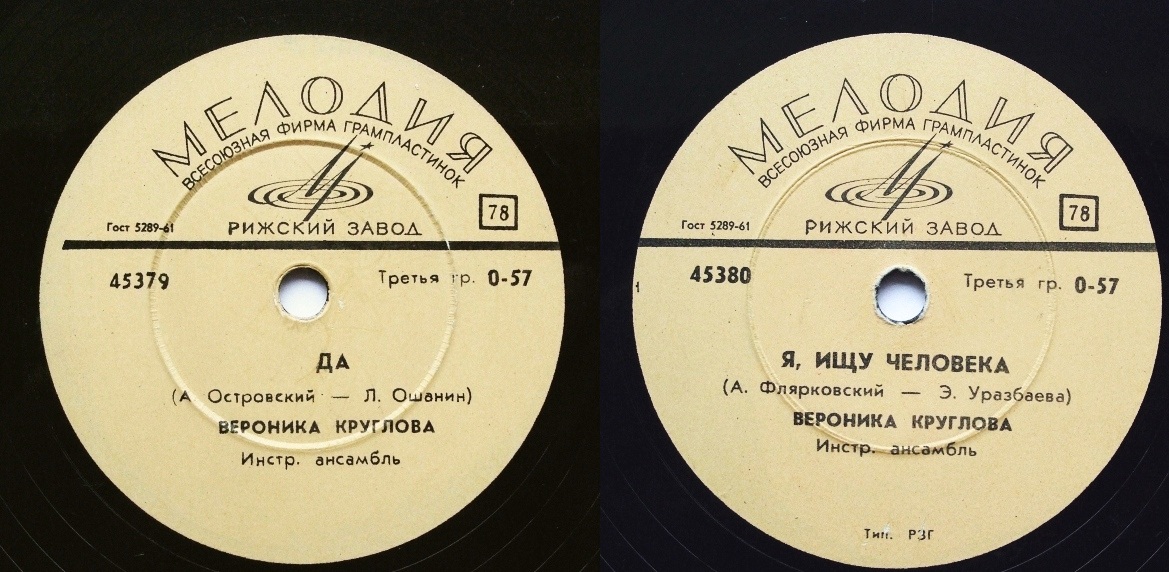 МЕЛОДИЯ
ВСЕСОЮЗНАЯ ФИРМА ГРАМПЛАСТИНОК
Гост 5289-61
РИЖСКИЙ ЗАВОД
78
45379
Третья гр. 0-57
ДА
(А Островский — Л. Ошанин)
ВЕРОНИКА КРУГЛОВА
Инстр. ансамбль
МЕЛОДИЯ
ВСЕСОЮЗНАЯ ФИРМА ГРАМПЛАСТИНОК
Гост 5289-61
РИЖСКИЙ ЗАВОД
78
45380
Третья гр. 0-57
Я, ИЩУ ЧЕЛОВЕКА
(А. Флярковский — Э. Уразбаева)
ВЕРОНИКА КРУГЛОВА
Инстр. ансамбль
Тип. РЗГ